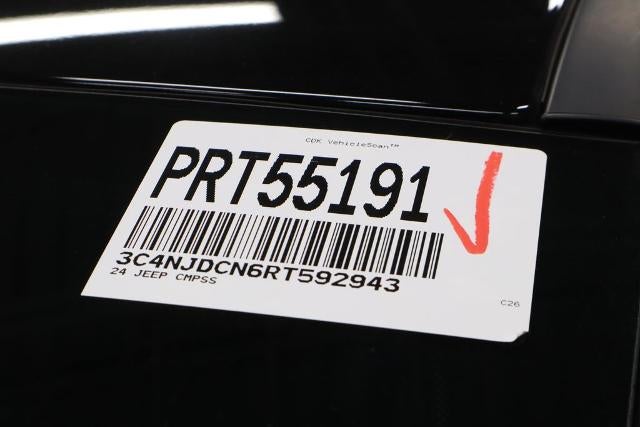 CDK VehicleScan™
PRT55191
3C4NJDCN6RT592943
24 JEEP CMPSS
C26